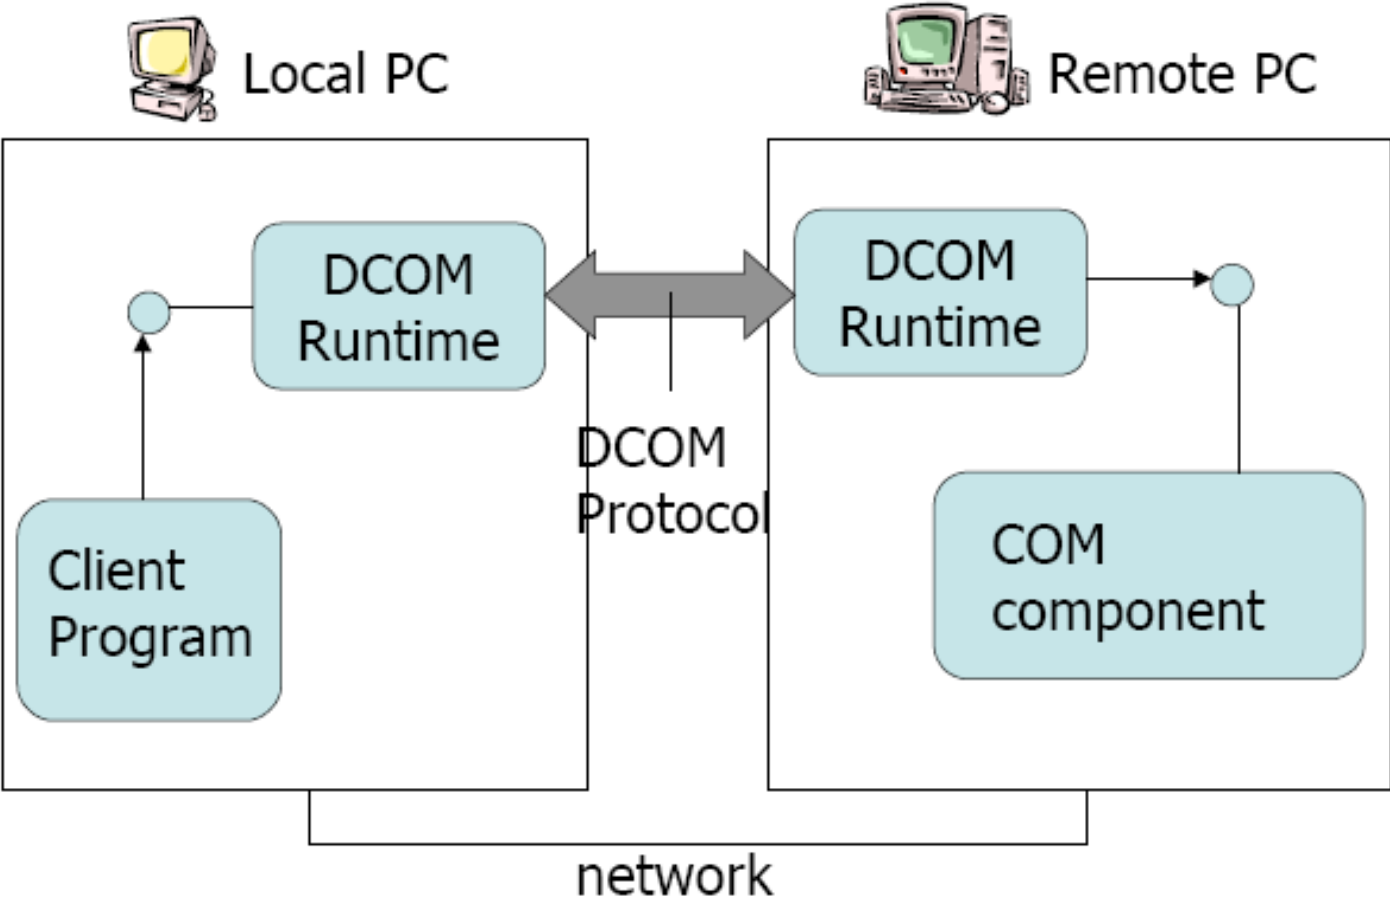 Local PC
Remote PC
DCOM
Runtime
DCOM
Runtime
DCOM
Protocol
Client
Program
COM
component
network